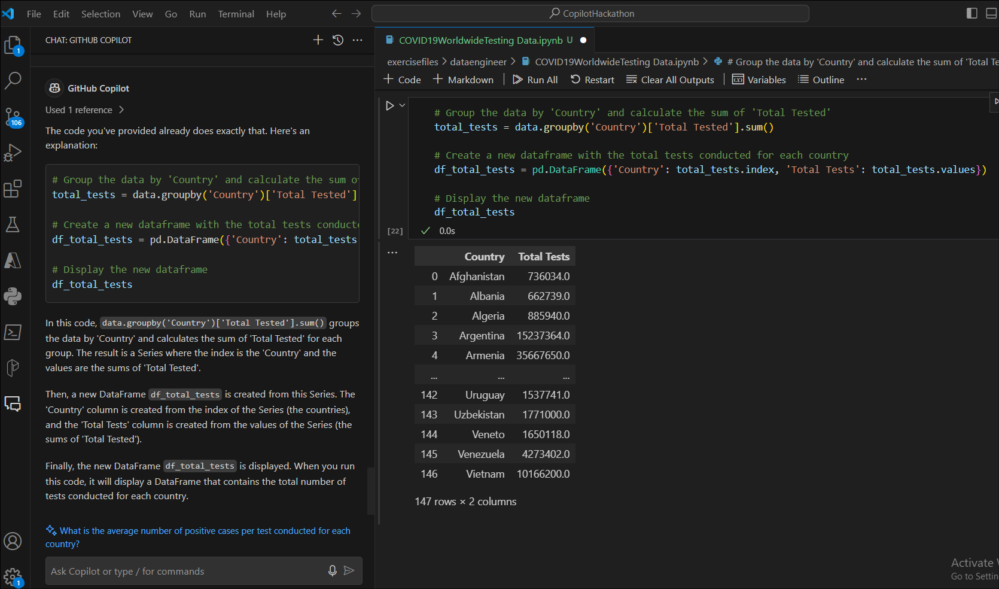 File Edit Selection View Go Run Terminal Help
CopilotHackathon
1
106
1
CHAT: GITHUB COPILOT
GitHub Copilot
Used 1 reference
The code you've provided already does exactly that. Here's an
explanation:
# Group the data by 'Country' and calculate the sum of
total_tests = data.groupby('Country')['Total Tested']
# Create a new dataframe with the total tests conducte
df_total_tests = pd.DataFrame({'Country': total_tests
# Display the new dataframe
df_total_tests
In this code, data.groupby('Country')['Total Tested'].sum() groups
the data by 'Country' and calculates the sum of 'Total Tested' for each
group. The result is a Series where the index is the 'Country' and the
values are the sums of 'Total Tested'.
Then, a new DataFrame df_total_tests is created from this Series. The
'Country' column is created from the index of the Series (the countries),
and the 'Total Tests' column is created from the values of the Series (the
sums of 'Total Tested').
Finally, the new DataFrame df_total_tests is displayed. When you run
this code, it will display a DataFrame that contains the total number of
tests conducted for each country.
What is the average number of positive cases per test conducted for each
country?
Ask Copilot or type / for commands
COVID19WorldwideTesting Data.ipynb U
exercisefiles > dataengineer > COVID19WorldwideTesting Data.ipynb > # Group the data by 'Country' and calculate the sum of 'Total Te
+ Code + Markdown Run All Restart Clear All Outputs Variables Outline ...
# Group the data by 'Country' and calculate the sum of 'Total Tested'
total_tests = data.groupby('Country')['Total Tested'].sum()
# Create a new dataframe with the total tests conducted for each country
df_total_tests = pd.DataFrame({'Country': total_tests.index, 'Total Tests': total_tests.values})
# Display the new dataframe
df_total_tests
[22] 0.0s
...
Country Total Tests
0 Afghanistan 736034.0
1 Albania 662739.0
2 Algeria 885940.0
3 Argentina 15237364.0
4 Armenia 35667650.0
... ... ...
142 Uruguay 1537741.0
143 Uzbekistan 1771000.0
144 Veneto 1650118.0
145 Venezuela 4273402.0
146 Vietnam 10166200.0
147 rows × 2 columns
Activate
Go to Settin